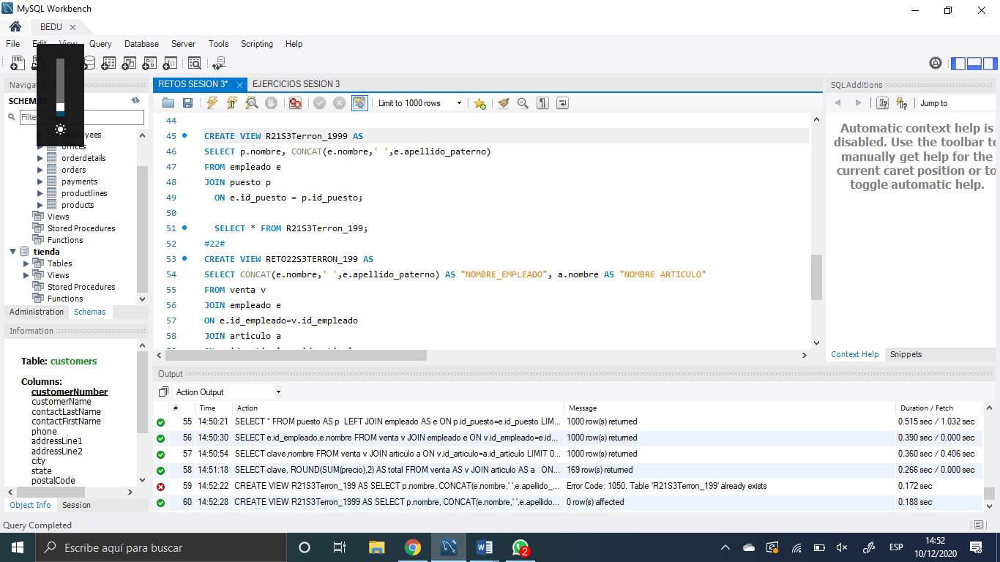 MySQL Workbench
BEDU
File Edit View Query Database Server Tools Scripting Help
Navigator
SCHEMAS
employees
offices
orderdetails
orders
payments
productlines
products
Views
Stored Procedures
Functions
tienda
Tables
Views
Stored Procedures
Functions
Administration Schemas
Information
Table: customers
Columns:
customerNumber
customerName
contactLastName
contactFirstName
phone
addressLine1
addressLine2
city
state
postalCode
Object Info Session
RETOS SESION 3* EJERCICIOS SESION 3
Limit to 1000 rows
44
45 CREATE VIEW R21S3Terron_1999 AS
46 SELECT p.nombre, CONCAT(e.nombre,' ',e.apellido_paterno)
47 FROM empleado e
48 JOIN puesto p
49 ON e.id_puesto = p.id_puesto;
50
51 SELECT * FROM R21S3Terron_199;
52 #22#
53 CREATE VIEW RETO22S3TERRON_199 AS
54 SELECT CONCAT(e.nombre,' ',e.apellido_paterno) AS "NOMBRE_EMPLEADO", a.nombre AS "NOMBRE ARTICULO"
55 FROM venta v
56 JOIN empleado e
57 ON e.id_empleado=v.id_empleado
58 JOIN articulo a
SQLAdditions
Jump to
Automatic context help is
disabled. Use the toolbar to
manually get help for the
current caret position or to
toggle automatic help.
Context Help Snippets
Output
Action Output
# Time Action Message Duration / Fetch
55 14:50:21 SELECT * FROM puesto AS p LEFT JOIN empleado AS e ON p.id_puesto=e.id_puesto LIM... 1000 row(s) returned 0.515 sec / 1.032 sec
56 14:50:30 SELECT e.id_empleado,e.nombre FROM venta v JOIN empleado e ON v.id_empleado=e.id... 1000 row(s) returned 0.390 sec / 0.000 sec
57 14:50:54 SELECT clave,nombre FROM venta v JOIN articulo a ON v.id_articulo=a.id_articulo LIMIT 0... 1000 row(s) returned 0.360 sec / 0.406 sec
58 14:51:18 SELECT clave, ROUND(SUM(precio),2) AS total FROM venta AS v JOIN articulo AS a ON... 169 row(s) returned 0.266 sec / 0.000 sec
59 14:52:22 CREATE VIEW R21S3Terron_199 AS SELECT p.nombre, CONCAT(e.nombre,' ',e.apellido_... Error Code: 1050. Table 'R21S3Terron_199' already exists 0.172 sec
60 14:52:28 CREATE VIEW R21S3Terron_1999 AS SELECT p.nombre, CONCAT(e.nombre,' ',e.apellido... 0 row(s) affected 0.188 sec
Query Completed
Escribe aquí para buscar
2
ESP
14:52
10/12/2020